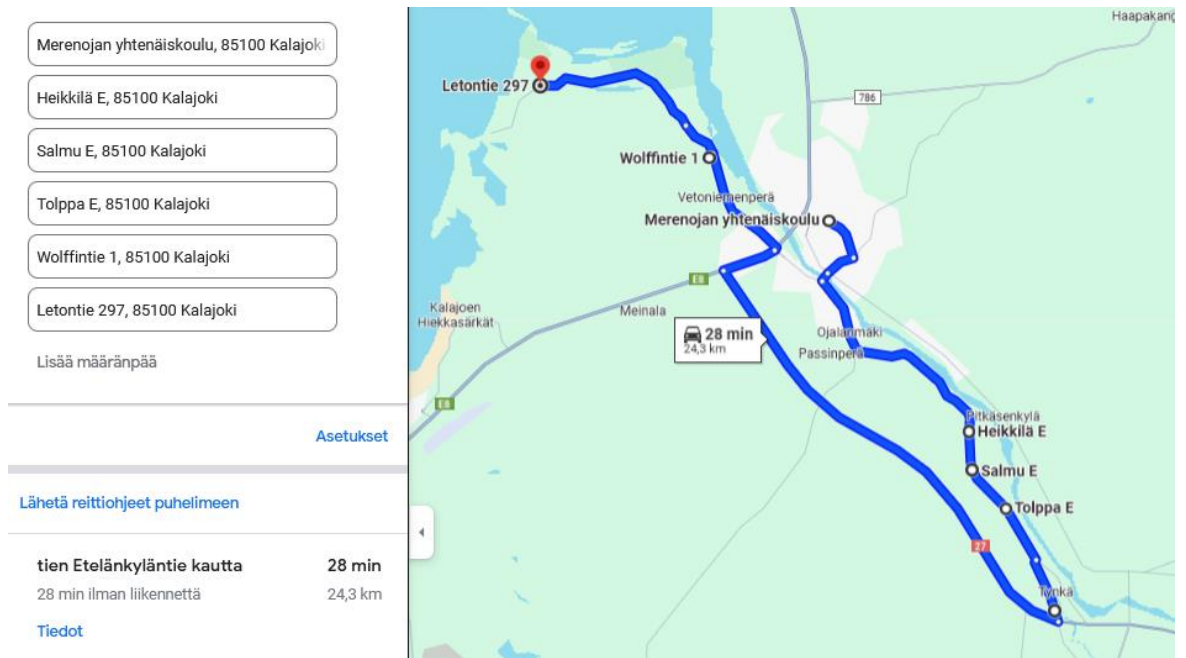 Merenojan yhtenäiskoulu, 85100 Kalajoki
Heikkilä E, 85100 Kalajoki
Salmu E, 85100 Kalajoki
Tolppa E, 85100 Kalajoki
Wolffintie 1, 85100 Kalajoki
Letontie 297, 85100 Kalajoki
Lisää määränpää
Asetukset
Lähetä reittiohjeet puhelimeen
tien Etelänkyläntie kautta
28 min
28 min ilman liikennettä
24,3 km
Tiedot
Haapakang
Letontie 297
786
Wolffintie 1
Vetoniemenperä
Merenojan yhtenäiskoulu
E8
Kalajoen
Hiekkasärkät
Meinala
28 min
24,3 km
Ojalanmäki
Passinperä
E8
Pitkäsenkylä
Heikkilä E
Salmu E
Tolppa E
27
Tynkä